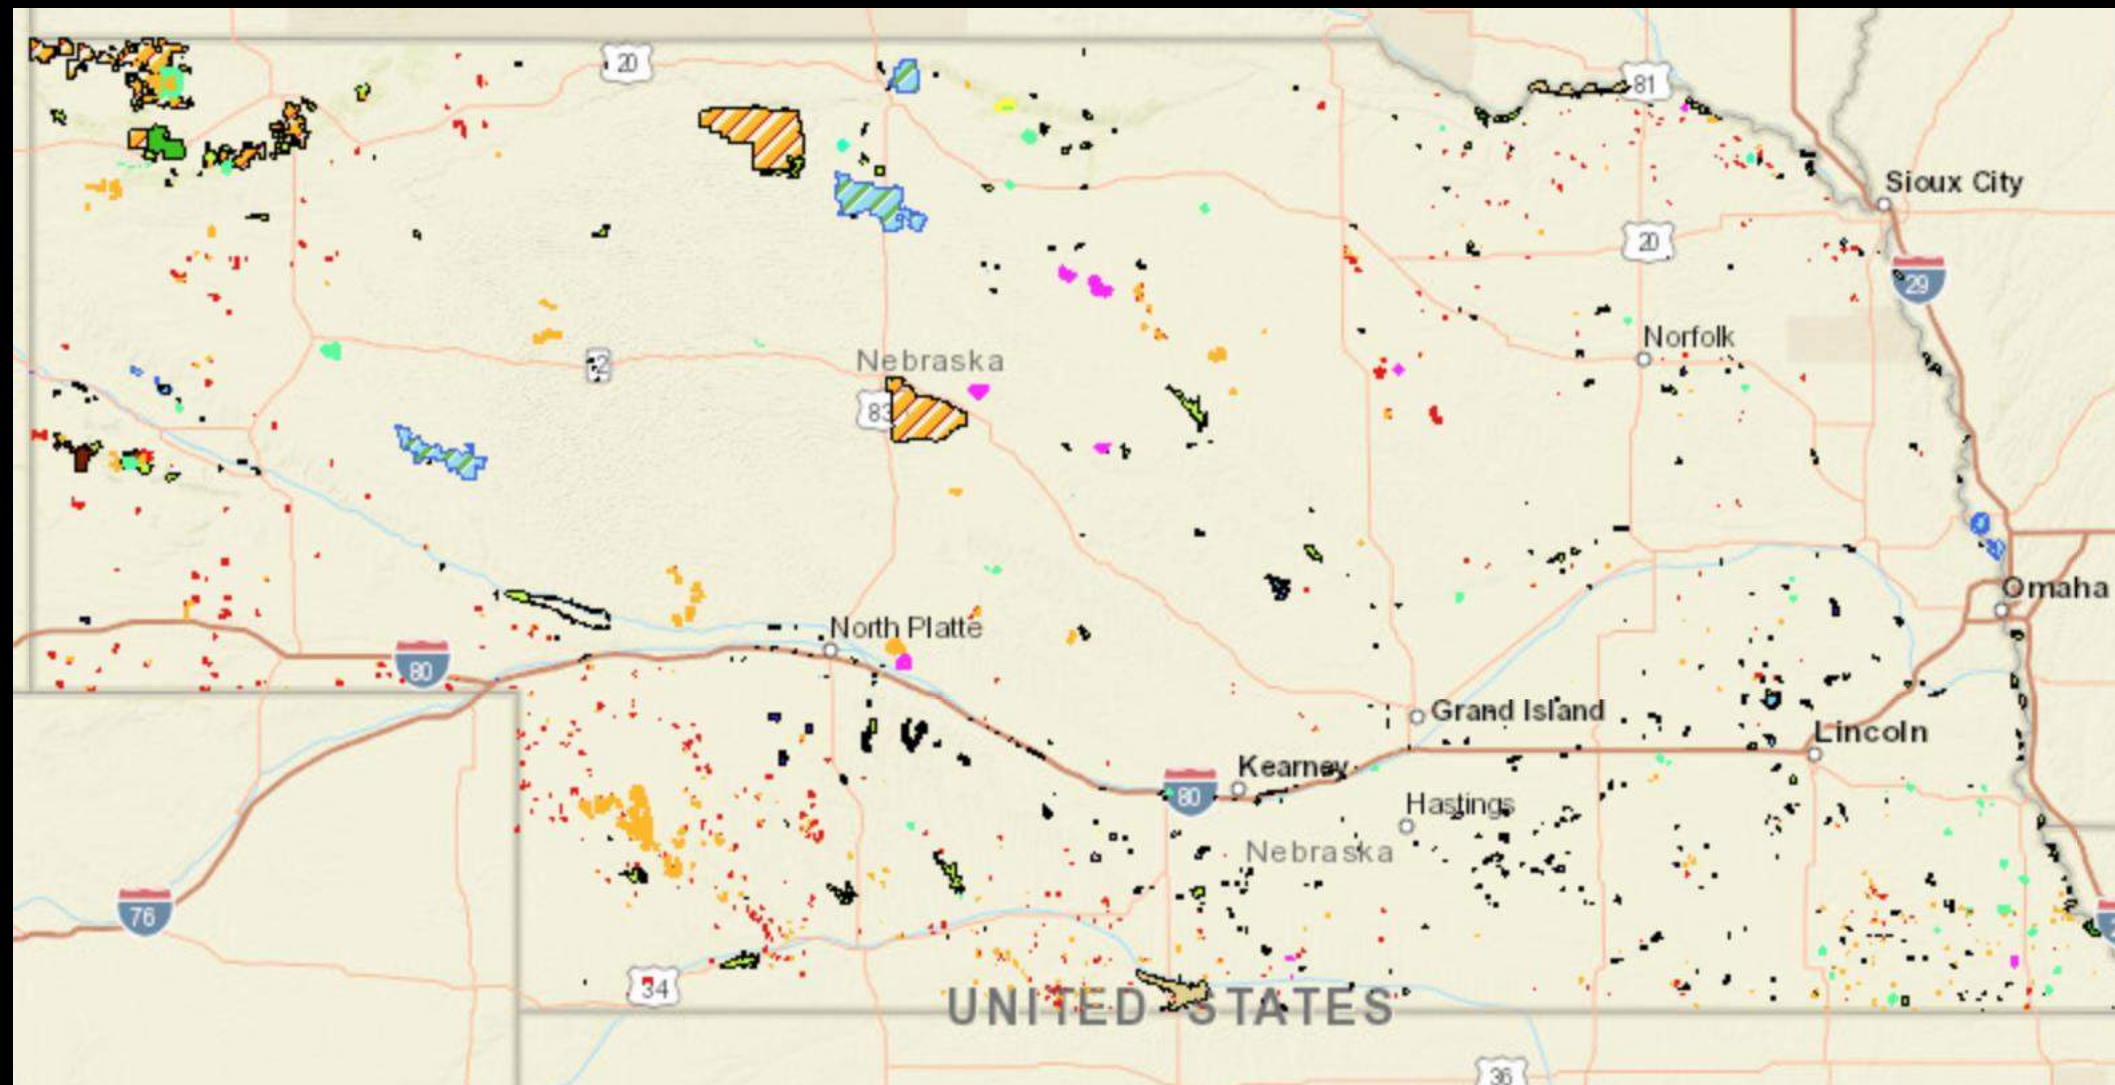 20
81
Sioux City
20
29
Norfolk
2
Nebraska
83
Omaha
North Platte
80
Grand Island
Lincoln
Kearney
80
Hastings
Nebraska
76
34
UNITED STATES
36